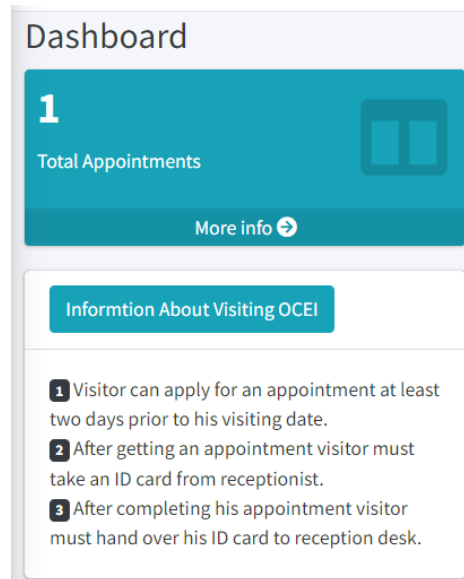 Dashboard
1
Total Appointments
More info
Informtion About Visiting OCEI
1 Visitor can apply for an appointment at least
two days prior to his visiting date.
2 After getting an appointment visitor must
take an ID card from receptionist.
3 After completing his appointment visitor
must hand over his ID card to reception desk.